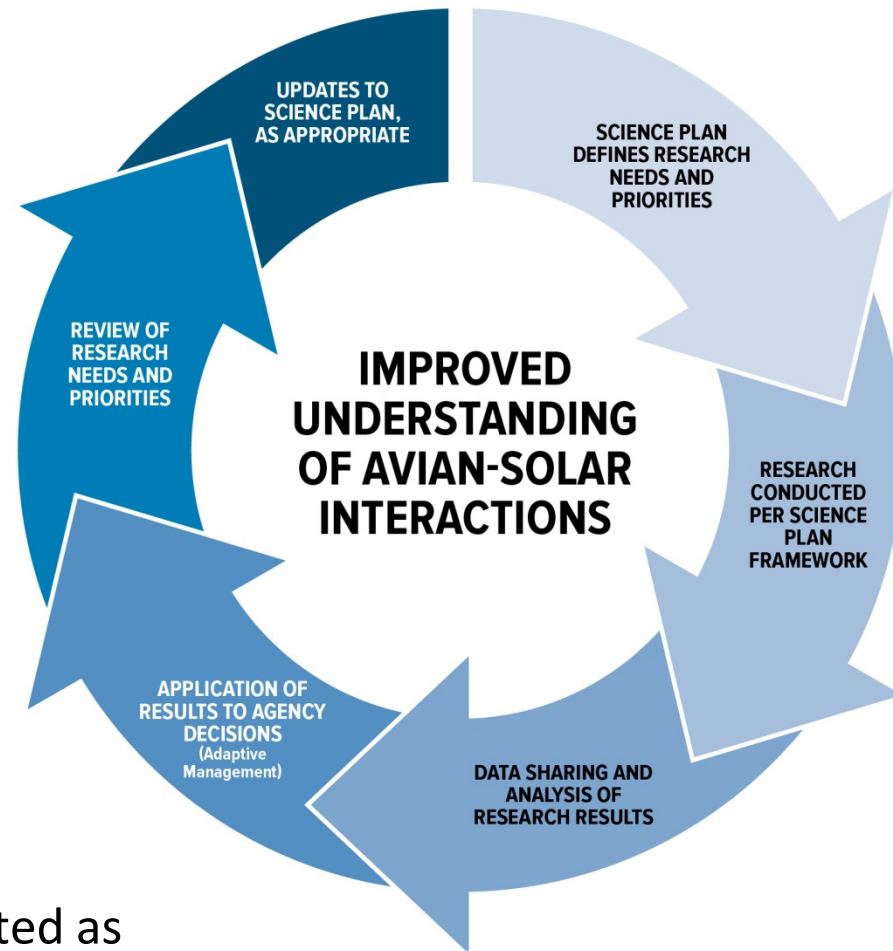 UPDATES TO
SCIENCE PLAN,
AS APPROPRIATE
SCIENCE PLAN
DEFINES RESEARCH
NEEDS AND
PRIORITIES
REVIEW OF
RESEARCH
NEEDS AND
PRIORITIES
IMPROVED
UNDERSTANDING
OF AVIAN-SOLAR
INTERACTIONS
RESEARCH
CONDUCTED
PER SCIENCE
PLAN
FRAMEWORK
APPLICATION OF
RESULTS TO AGENCY
DECISIONS
(Adaptive
Management)
DATA SHARING AND
ANALYSIS OF
RESEARCH RESULTS
ted as